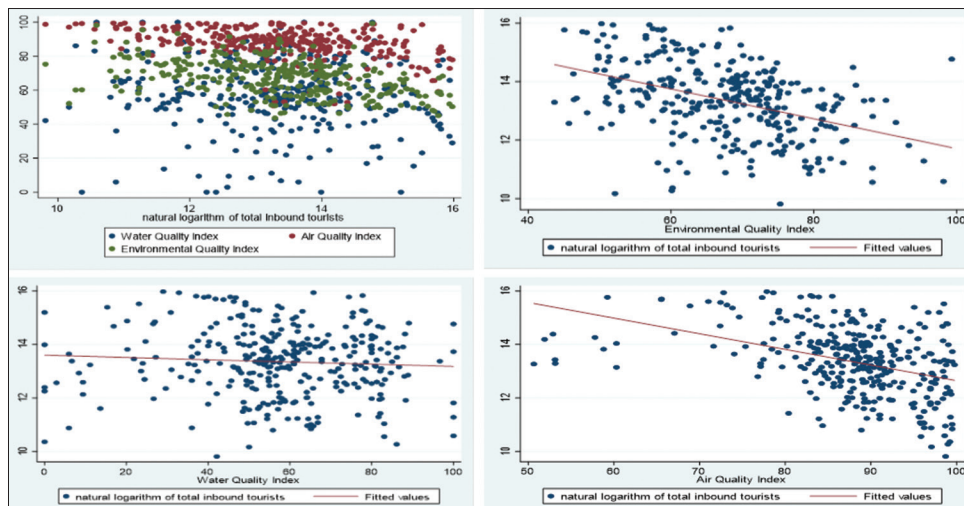 100
80
60
40
20
0
10 12 14 16
natural logarithm of total Inbound tourists
Water Quality Index Air Quality Index
Environmental Quality Index
16
14
12
10
40 60 80 100
Environmental Quality Index
natural logarithm of total inbound tourists Fitted values
16
14
12
10
0 20 40 60 80 100
Water Quality Index
natural logarithm of total inbound tourists Fitted values
16
14
12
10
50 60 70 80 90 100
Air Quality Index
natural logarithm of total inbound tourists Fitted values